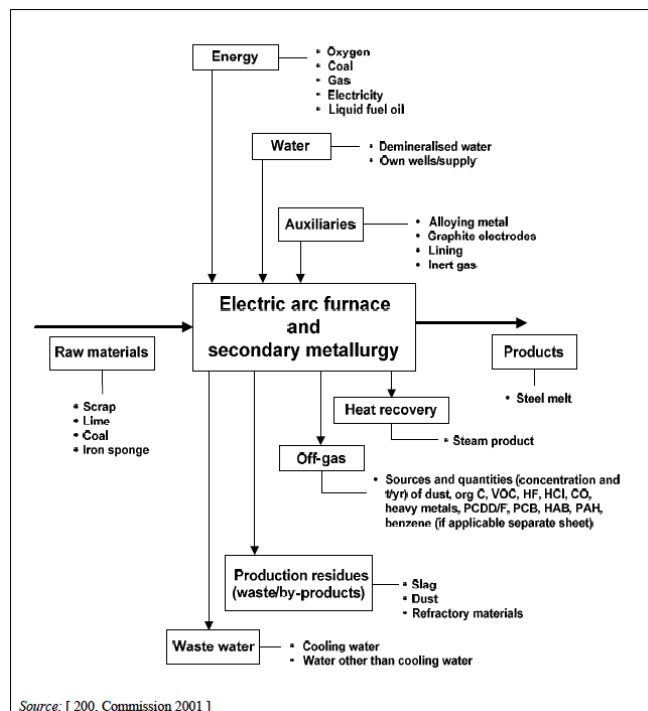 Energy
• Oxygen
• Coal
• Gas
• Electricity
• Liquid fuel oil
Water
• Demineralised water
• Own wells/supply
Auxiliaries
• Alloying metal
• Graphite electrodes
• Lining
• Inert gas
Electric arc furnace
and
secondary metallurgy
Raw materials
• Scrap
• Lime
• Coal
• Iron sponge
Products
• Steel melt
Heat recovery
• Steam product
Off-gas
• Sources and quantities (concentration and
t/yr) of dust, org C, VOC, HF, HCl, CO,
heavy metals, PCDD/F, PCB, HAB, PAH,
benzene (if applicable separate sheet)
Production residues
(waste/by-products)
• Slag
• Dust
• Refractory materials
Waste water
• Cooling water
• Water other than cooling water
Source: [ 200, Commission 2001 ]